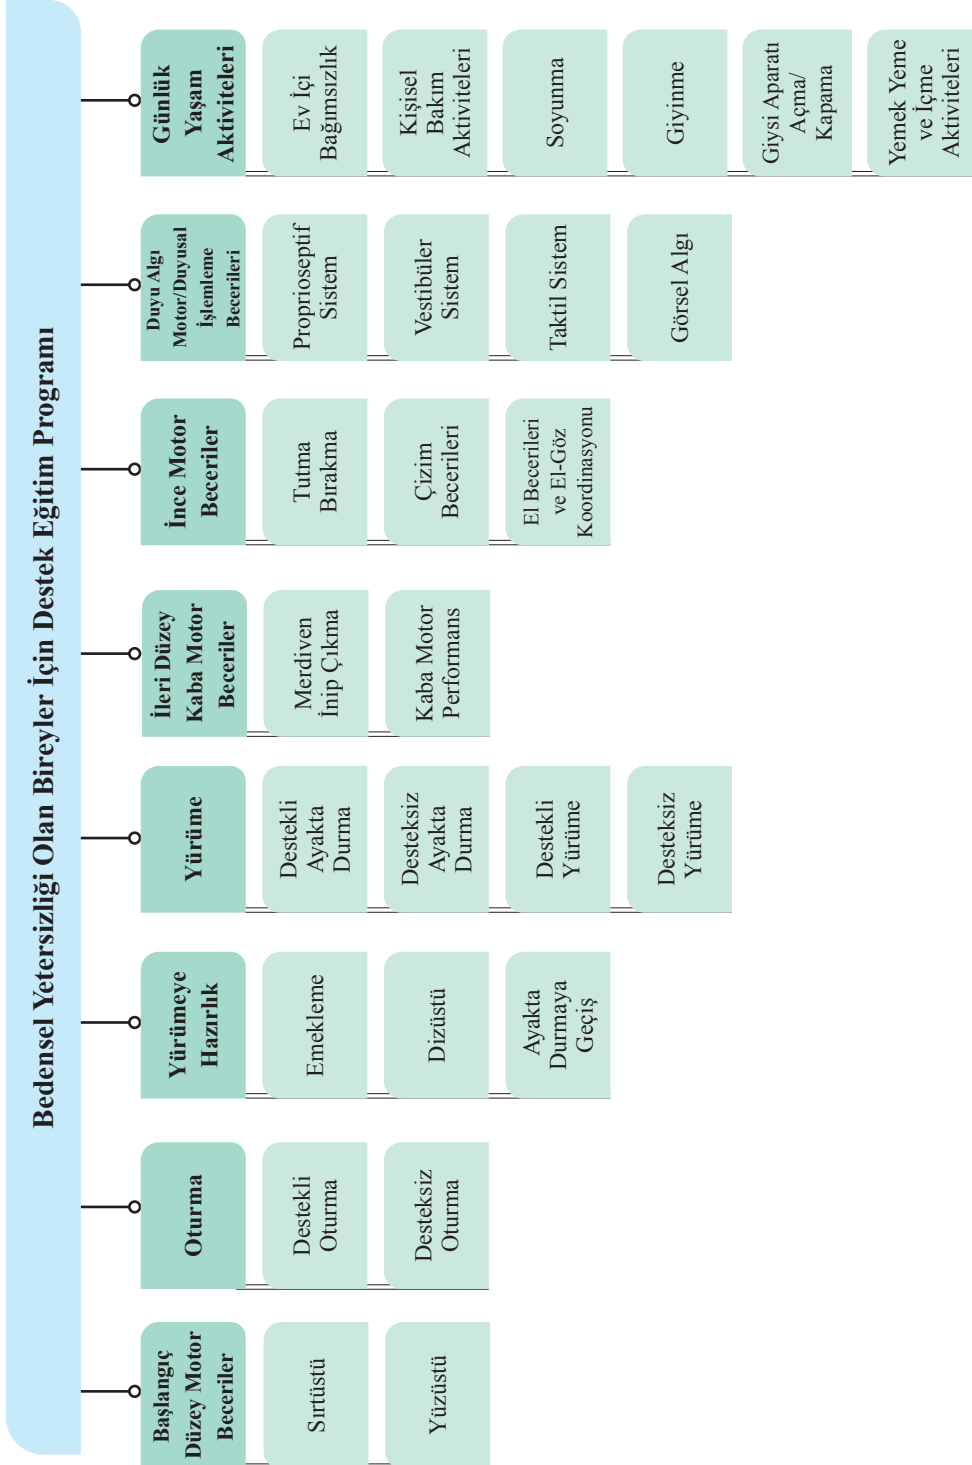 Bedensel Yetersizliği Olan Bireyler İçin Destek Eğitim Programı
Başlangıç
Düzey Motor
Beceriler
Sırtüstü
Yüzüstü
Oturma
Destekli
Oturma
Desteksiz
Oturma
Yürümeye
Hazırlık
Emekleme
Dizüstü
Ayakta
Durmaya
Geçiş
Yürüme
Destekli
Ayakta
Durma
Desteksiz
Ayakta
Durma
Destekli
Yürüme
Desteksiz
Yürüme
İleri Düzey
Kaba Motor
Beceriler
Merdiven
İnip Çıkma
Kaba Motor
Performans
İnce Motor
Beceriler
Tutma
Bırakma
Çizim
Becerileri
El Becerileri
ve El-Göz
Koordinasyonu
Duyu Algı
Motor/Duyusal
İşlemleme
Becerileri
Proprioseptif
Sistem
Vestibüler
Sistem
Taktil Sistem
Görsel Algı
Günlük
Yaşam
Aktiviteleri
Ev İçi
Bağımsızlık
Kişisel
Bakım
Aktiviteleri
Soyunma
Giyinme
Giysi Aparatı
Açma/
Kapama
Yemek Yeme
ve İçme
Aktiviteleri